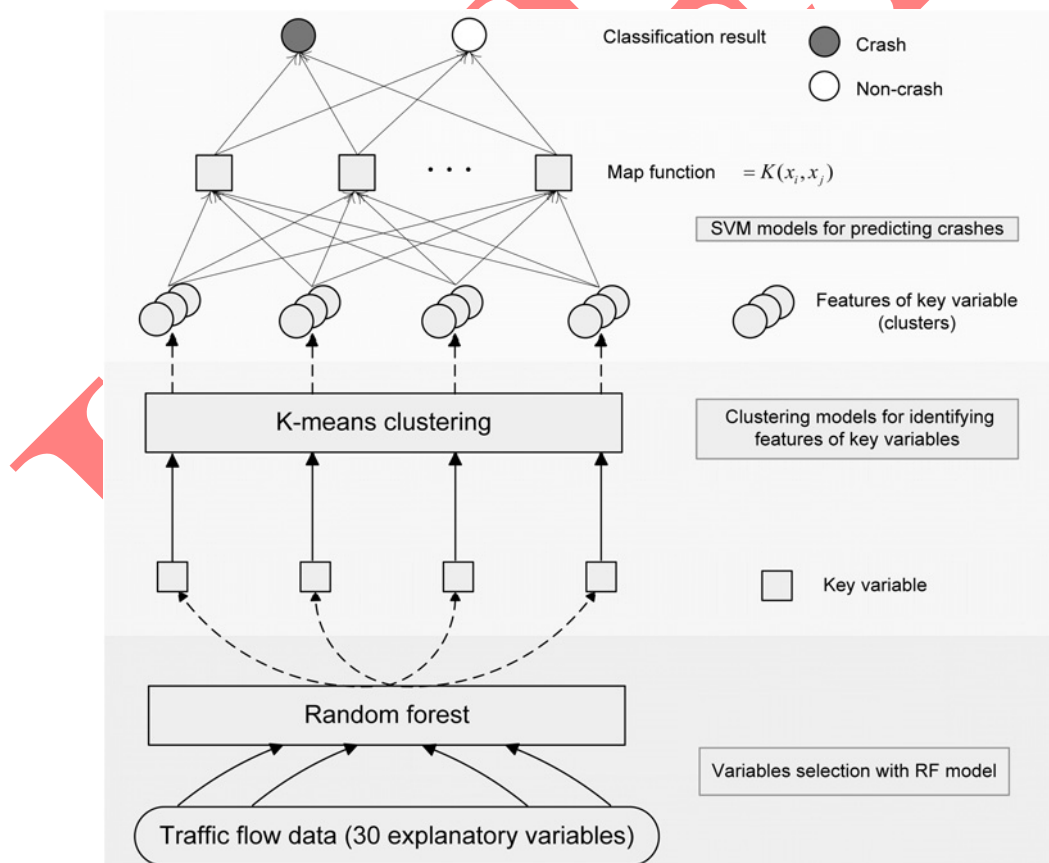 Classification result
Crash
Non-crash
Map function = K(x_i, x_j)
. . .
SVM models for predicting crashes
Features of key variable
(clusters)
K-means clustering
Clustering models for identifying
features of key variables
Key variable
Random forest
Variables selection with RF model
Traffic flow data (30 explanatory variables)